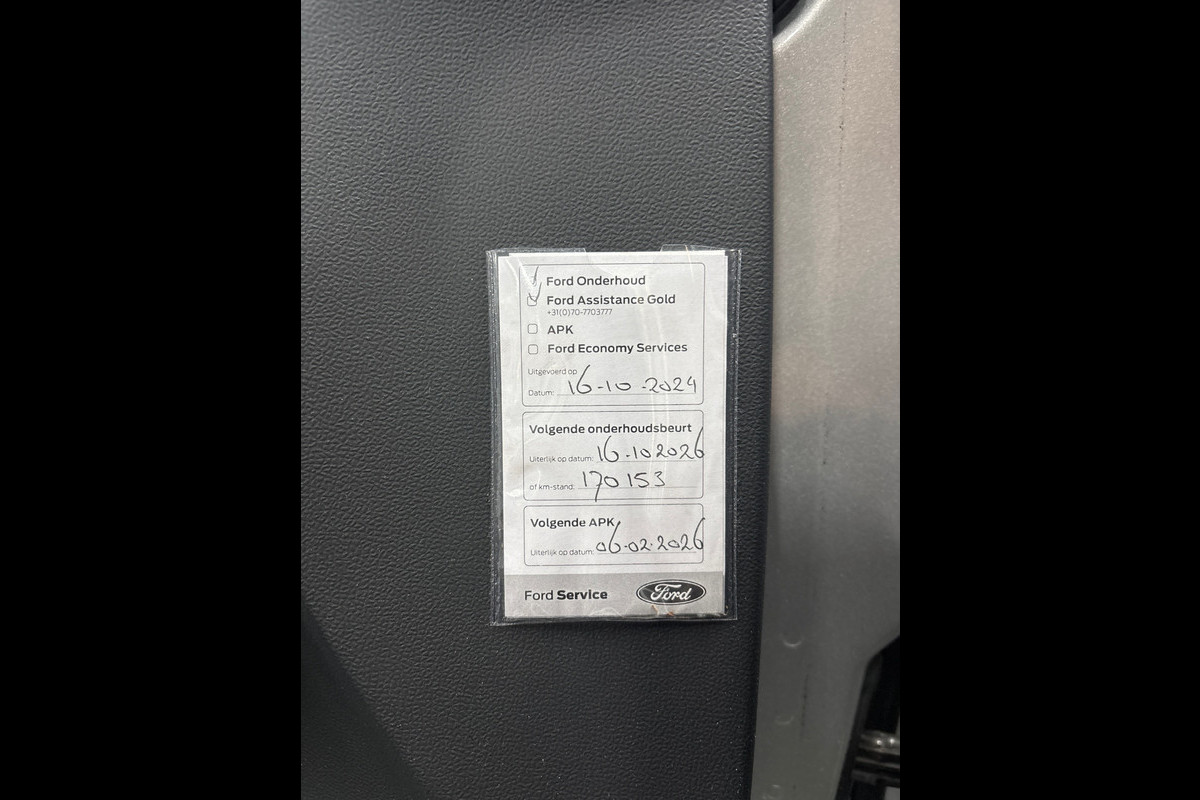 Ford Onderhoud
Ford Assistance Gold
+31(0)70-7703777
APK
Ford Economy Services
Uitgevoerd op
Datum: 16-10-2024
Volgende onderhoudsbeurt
Uiterlijk op datum: 16-10 2026
of km-stand: 170153
Volgende APK
Uiterlijk op datum: 06-02-2026
Ford Service Ford